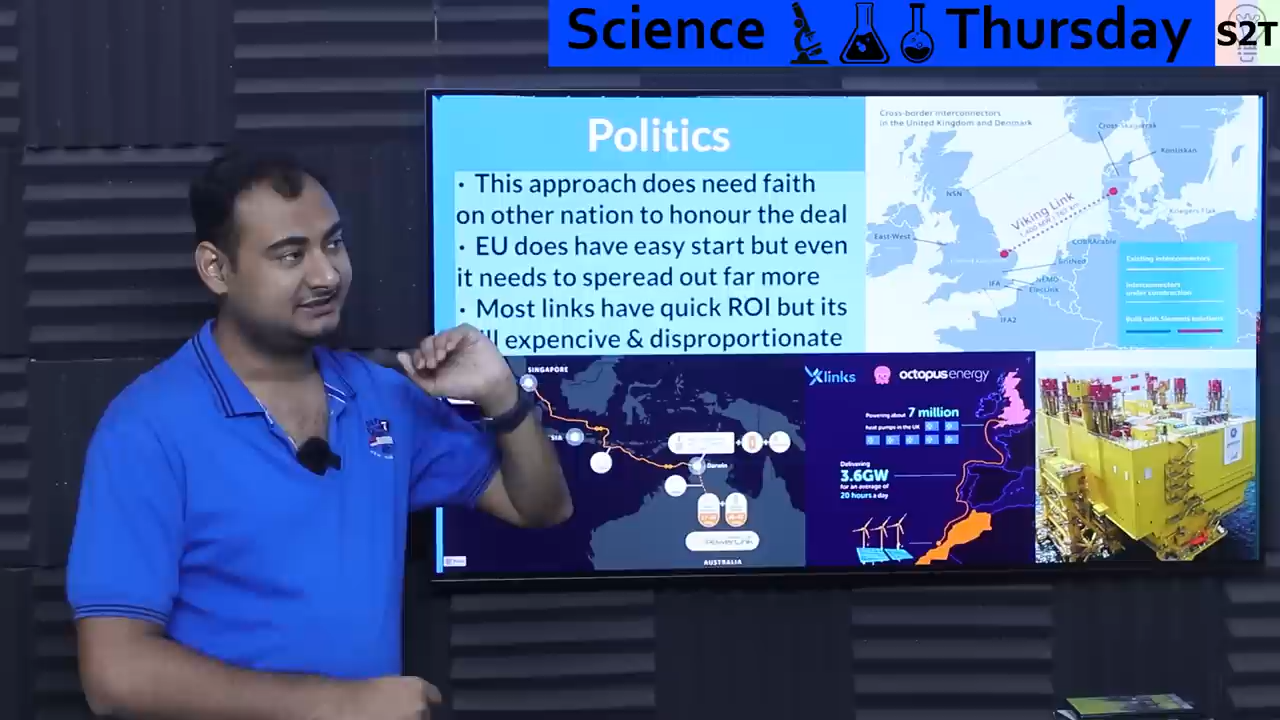 Science Thursday
S2T
Politics
• This approach does need faith
on other nation to honour the deal
• EU does have easy start but even
it needs to speread out far more
• Most links have quick ROI but its
expencive & disproportionate
Cross-border interconnectors
in the United Kingdom and Denmark
Cross-Skagerrak
Kontiskan
NSN
Viking Link
Kriegers Flak
East-West
COBRAcable
BritNed
IFA
NEMO
ElecLink
IFA2
Existing interconnectors
Interconnectors
under construction
Built with Siemens solutions
SINGAPORE
Darwin
AUSTRALIA
Xlinks
octopusenergy
Powering about 7 million
heat pumps in the UK
Delivering
3.6GW
for an average of
20 hours a day